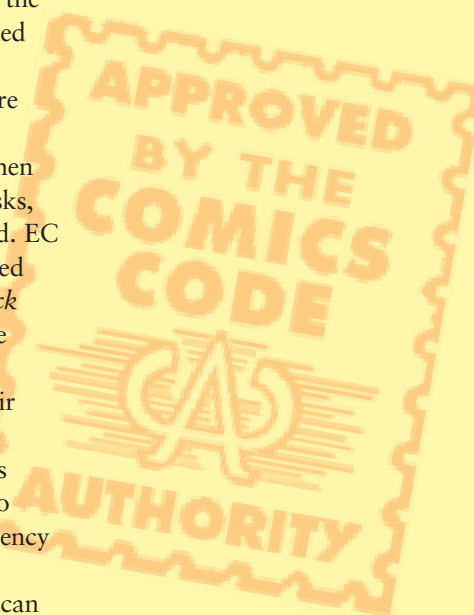 the
ed
re
hen
sks,
d. EC
ed
ck
e
ir
s
o
ency
can
APPROVED
BY THE
COMICS
CODE
CA
AUTHORITY